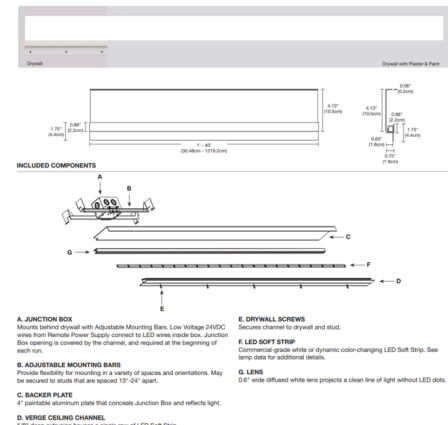 Drywall
Drywall with Plaster & Paint
0.08"
(0.2cm)
4.13"
(10.5cm)
4.13"
(10.5cm)
0.88"
(2.2cm)
1.75"
(4.4cm)
0.88"
(2.2cm)
1.75"
(4.4cm)
1' – 40'
(30.48cm – 1219.2cm)
0.63"
(1.6cm)
0.75"
(1.9cm)
INCLUDED COMPONENTS
A
B
C
G
F
D
E
A. JUNCTION BOX
Mounts behind drywall with Adjustable Mounting Bars. Low Voltage 24VDC
wires from Remote Power Supply connect to LED wires inside box. Junction
Box opening is covered by the channel, and required at the beginning of
each run.
B. ADJUSTABLE MOUNTING BARS
Provide flexibility for mounting in a variety of spaces and orientations. May
be secured to studs that are spaced 13"-24" apart.
C. BACKER PLATE
4" paintable aluminum plate that conceals Junction Box and reflects light.
D. VERGE CEILING CHANNEL
E. DRYWALL SCREWS
Secures channel to drywall and stud.
F. LED SOFT STRIP
Commercial-grade white or dynamic color-changing LED Soft Strip. See
lamp data for additional details.
G. LENS
0.6" wide diffused white lens projects a clean line of light without LED dots.